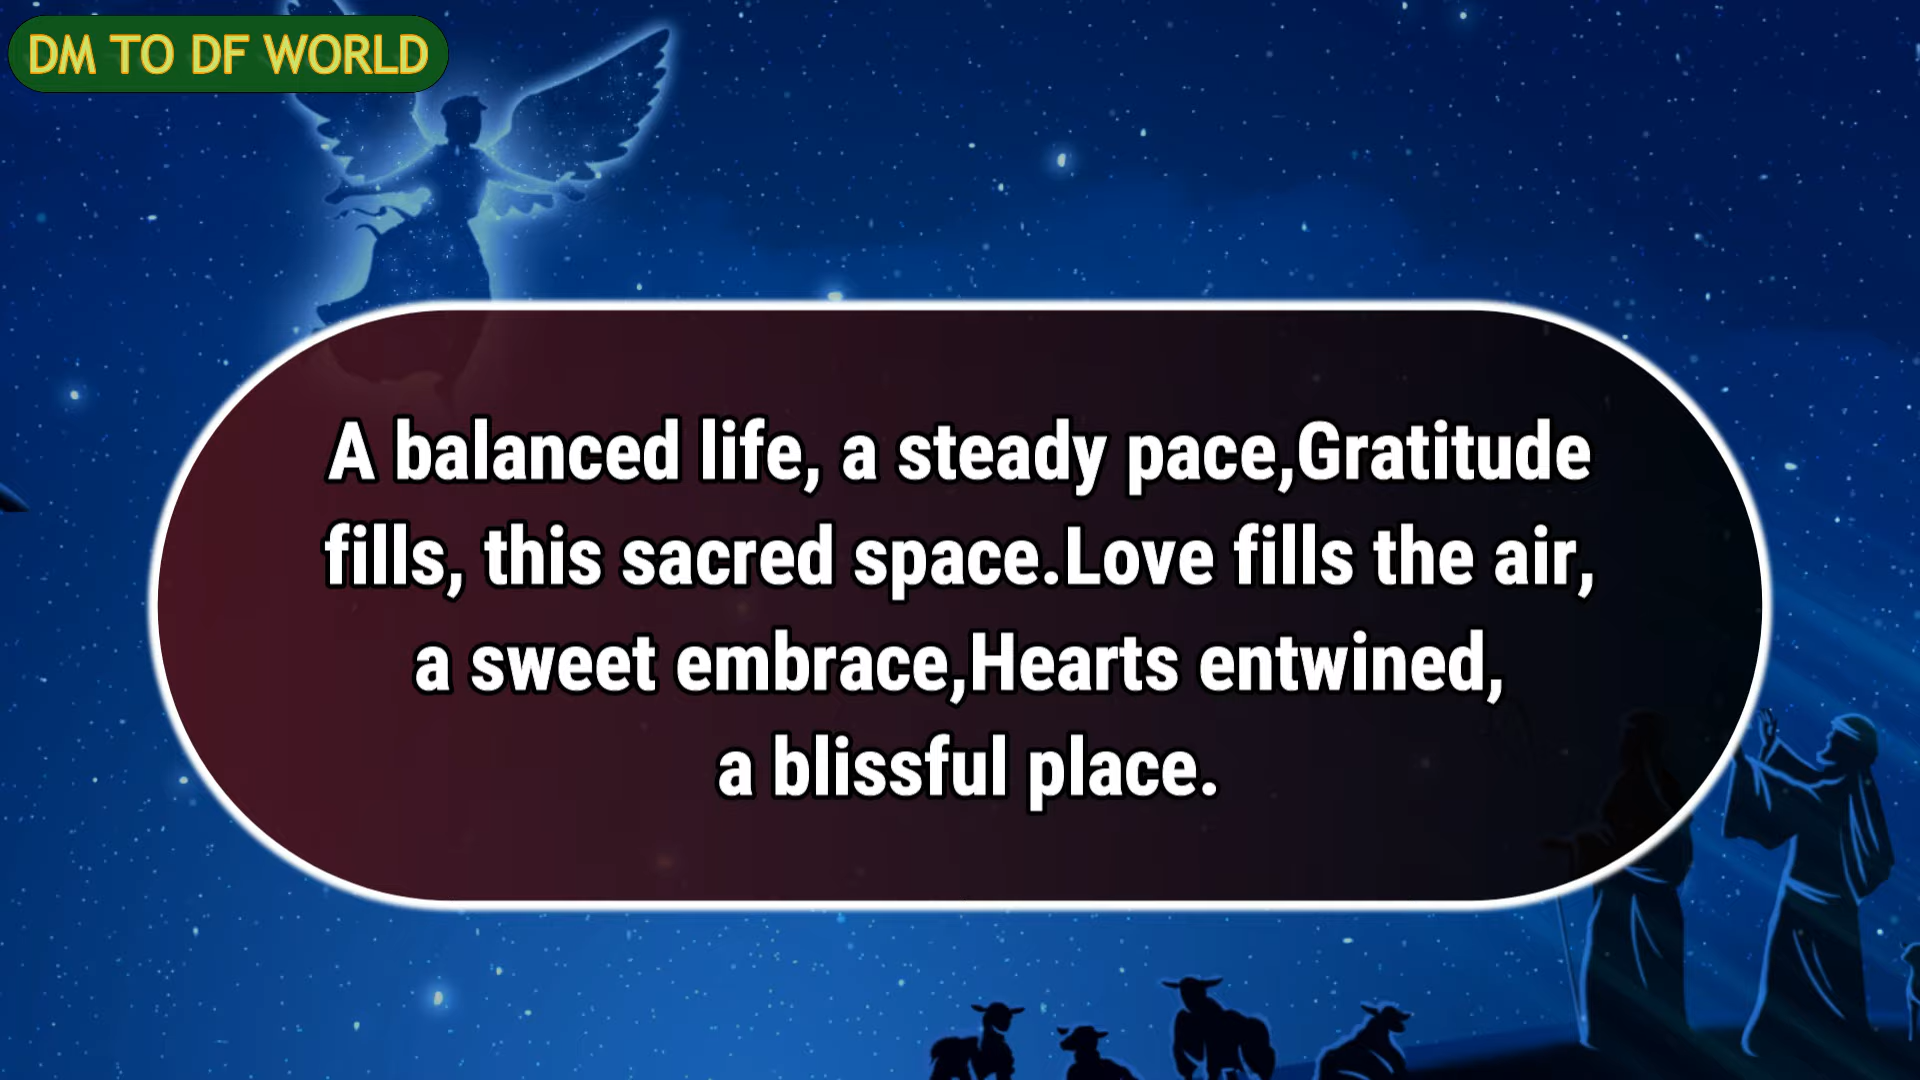 DM TO DF WORLD
A balanced life, a steady pace,Gratitude
fills, this sacred space.Love fills the air,
a sweet embrace,Hearts entwined,
a blissful place.